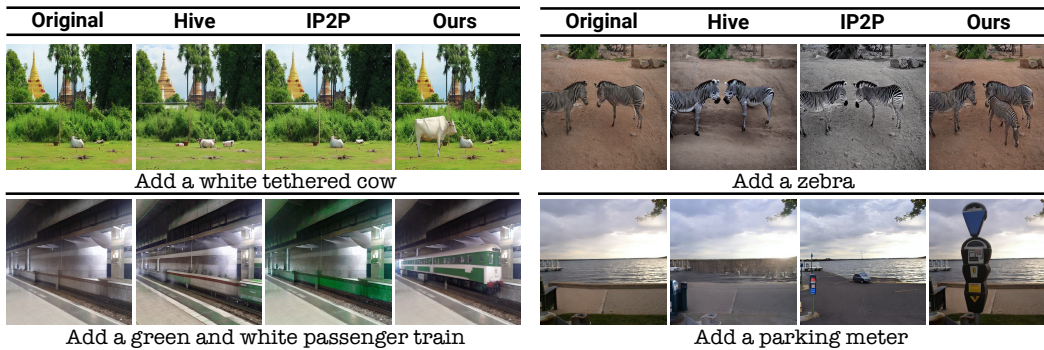 Original Hive IP2P Ours
Add a white tethered cow
Add a green and white passenger train
Original Hive IP2P Ours
Add a zebra
Add a parking meter